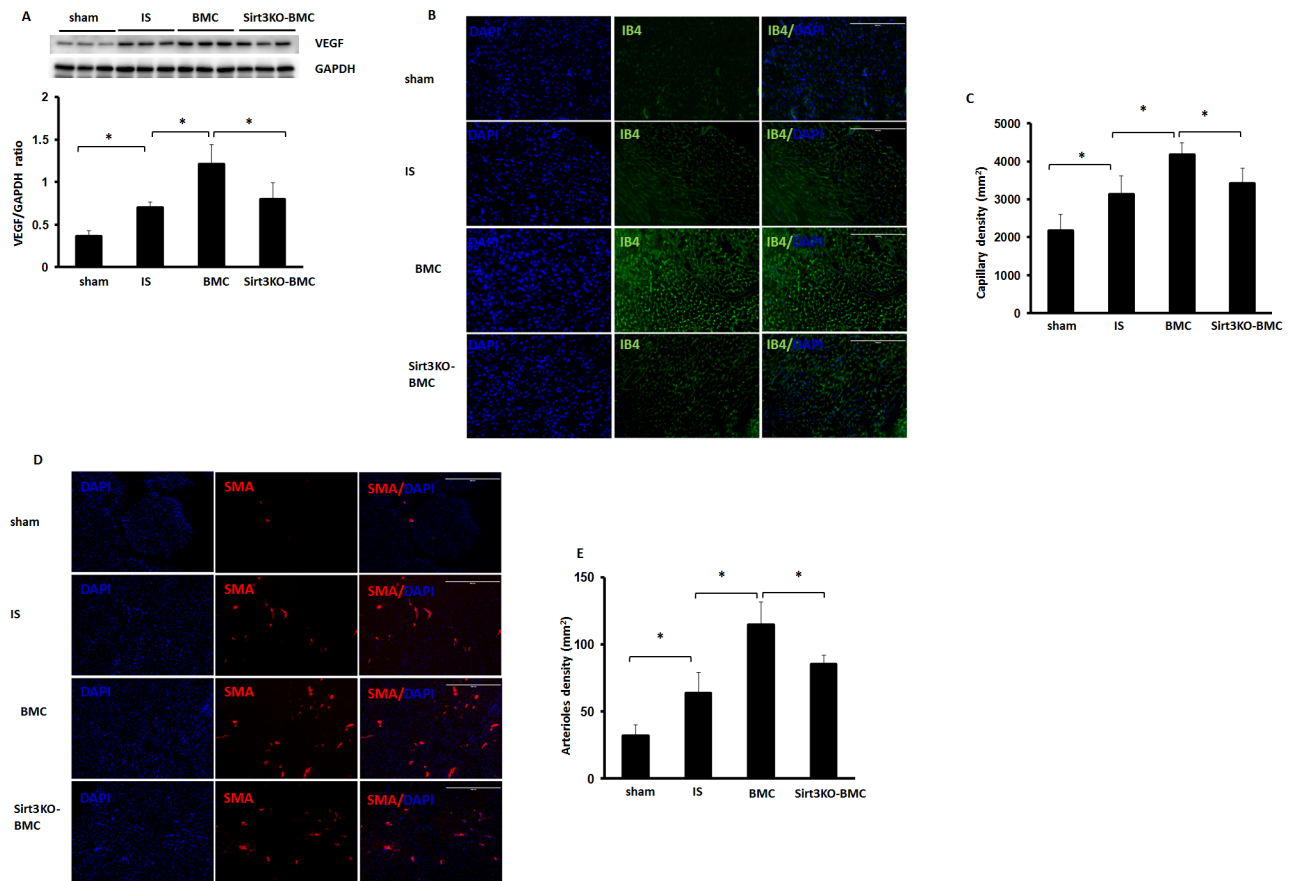 A
sham IS BMC Sirt3KO-BMC
VEGF
GAPDH
2
1.5
1
0.5
0
VEGF/GAPDH ratio
* * *
sham IS BMC Sirt3KO-BMC
B
DAPI IB4 IB4/DAPI
sham
DAPI IB4 IB4/DAPI
IS
DAPI IB4 IB4/DAPI
BMC
DAPI IB4 IB4/DAPI
Sirt3KO-
BMC
C
5000
4000
3000
2000
1000
0
Capillary density (mm²)
* * *
sham IS BMC Sirt3KO-BMC
D
DAPI SMA SMA/DAPI
sham
DAPI SMA SMA/DAPI
IS
DAPI SMA SMA/DAPI
BMC
DAPI SMA SMA/DAPI
Sirt3KO-
BMC
E
150
100
50
0
Arterioles density (mm²)
* * *
sham IS BMC Sirt3KO-BMC